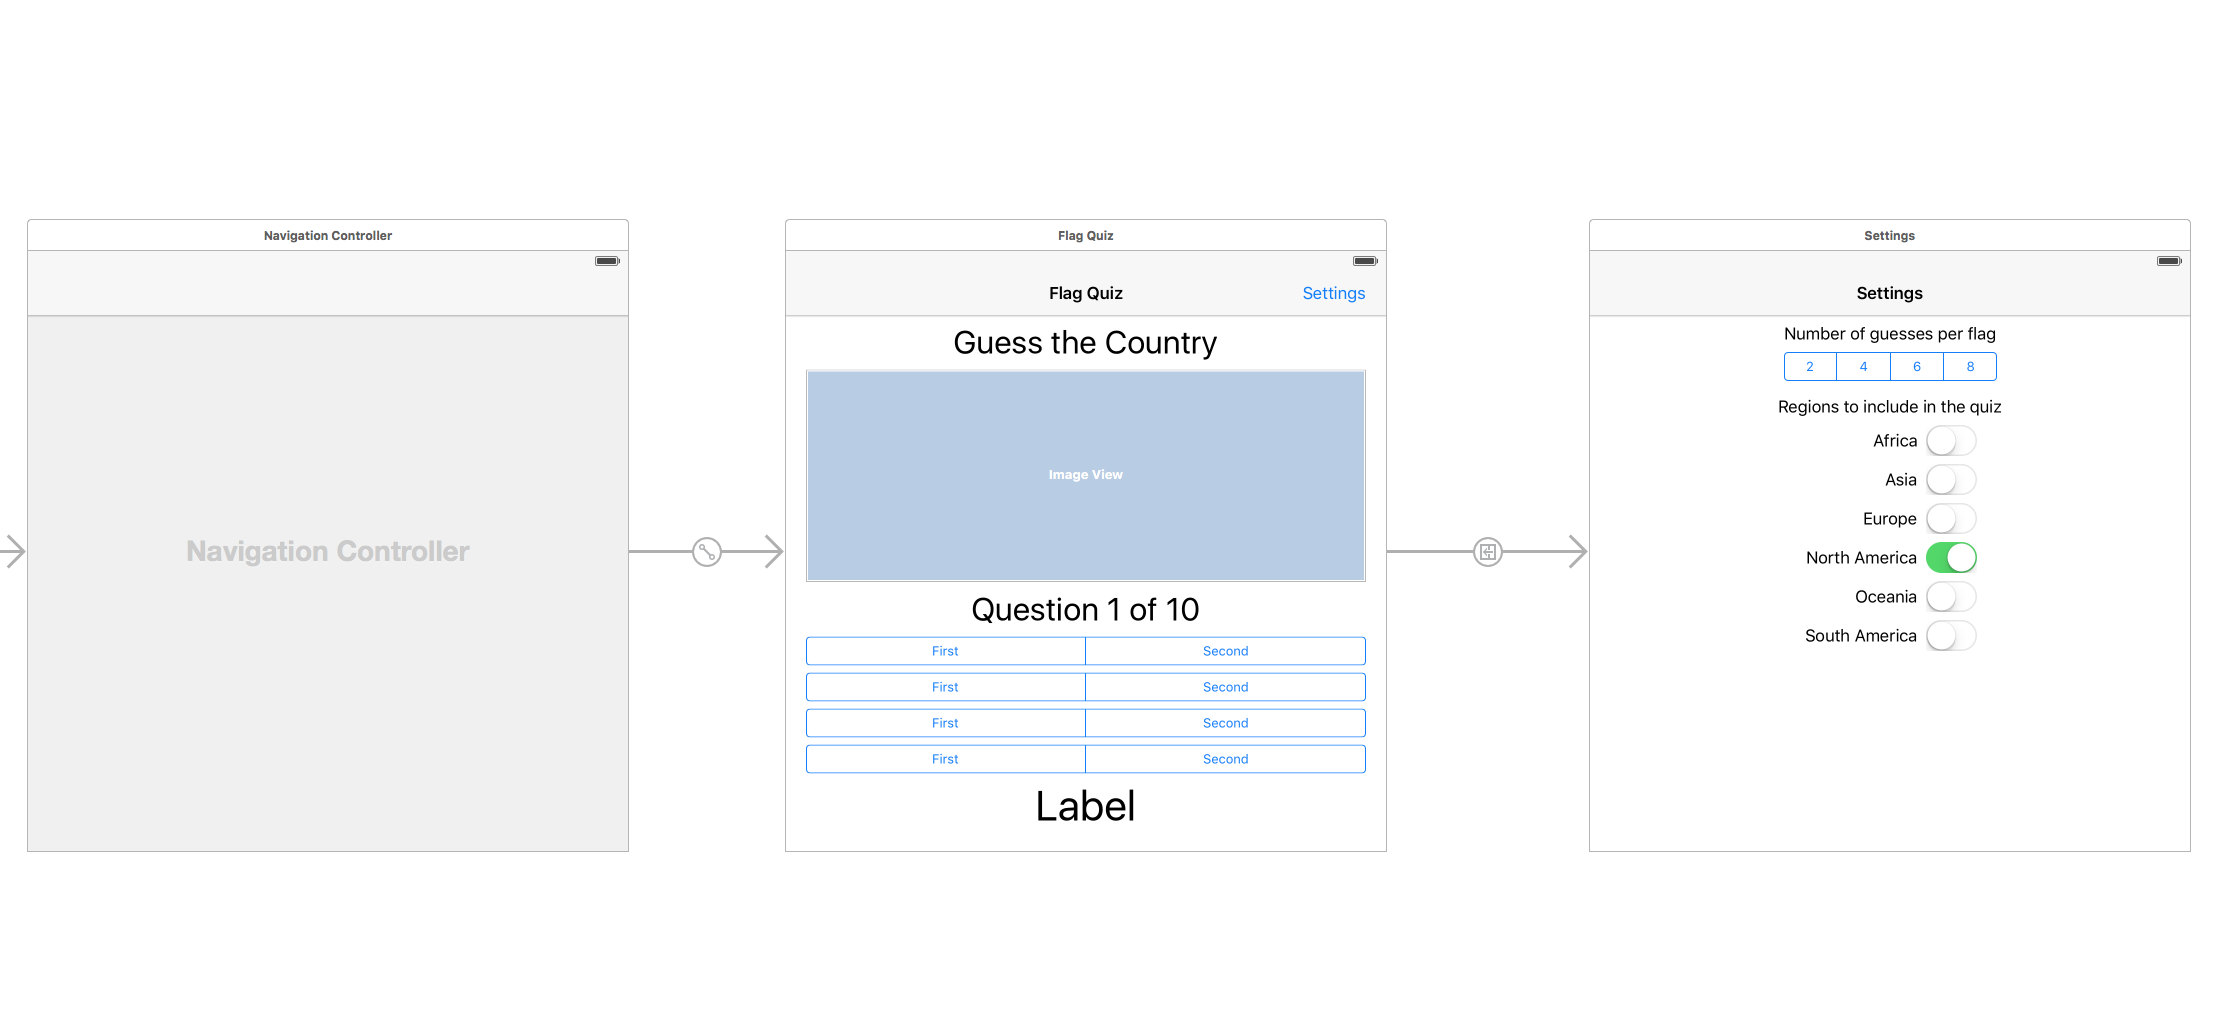 Navigation Controller
Navigation Controller
Flag Quiz
Flag Quiz
Settings
Guess the Country
Image View
Question 1 of 10
First Second
First Second
First Second
First Second
Label
Settings
Settings
Number of guesses per flag
2 4 6 8
Regions to include in the quiz
Africa
Asia
Europe
North America
Oceania
South America